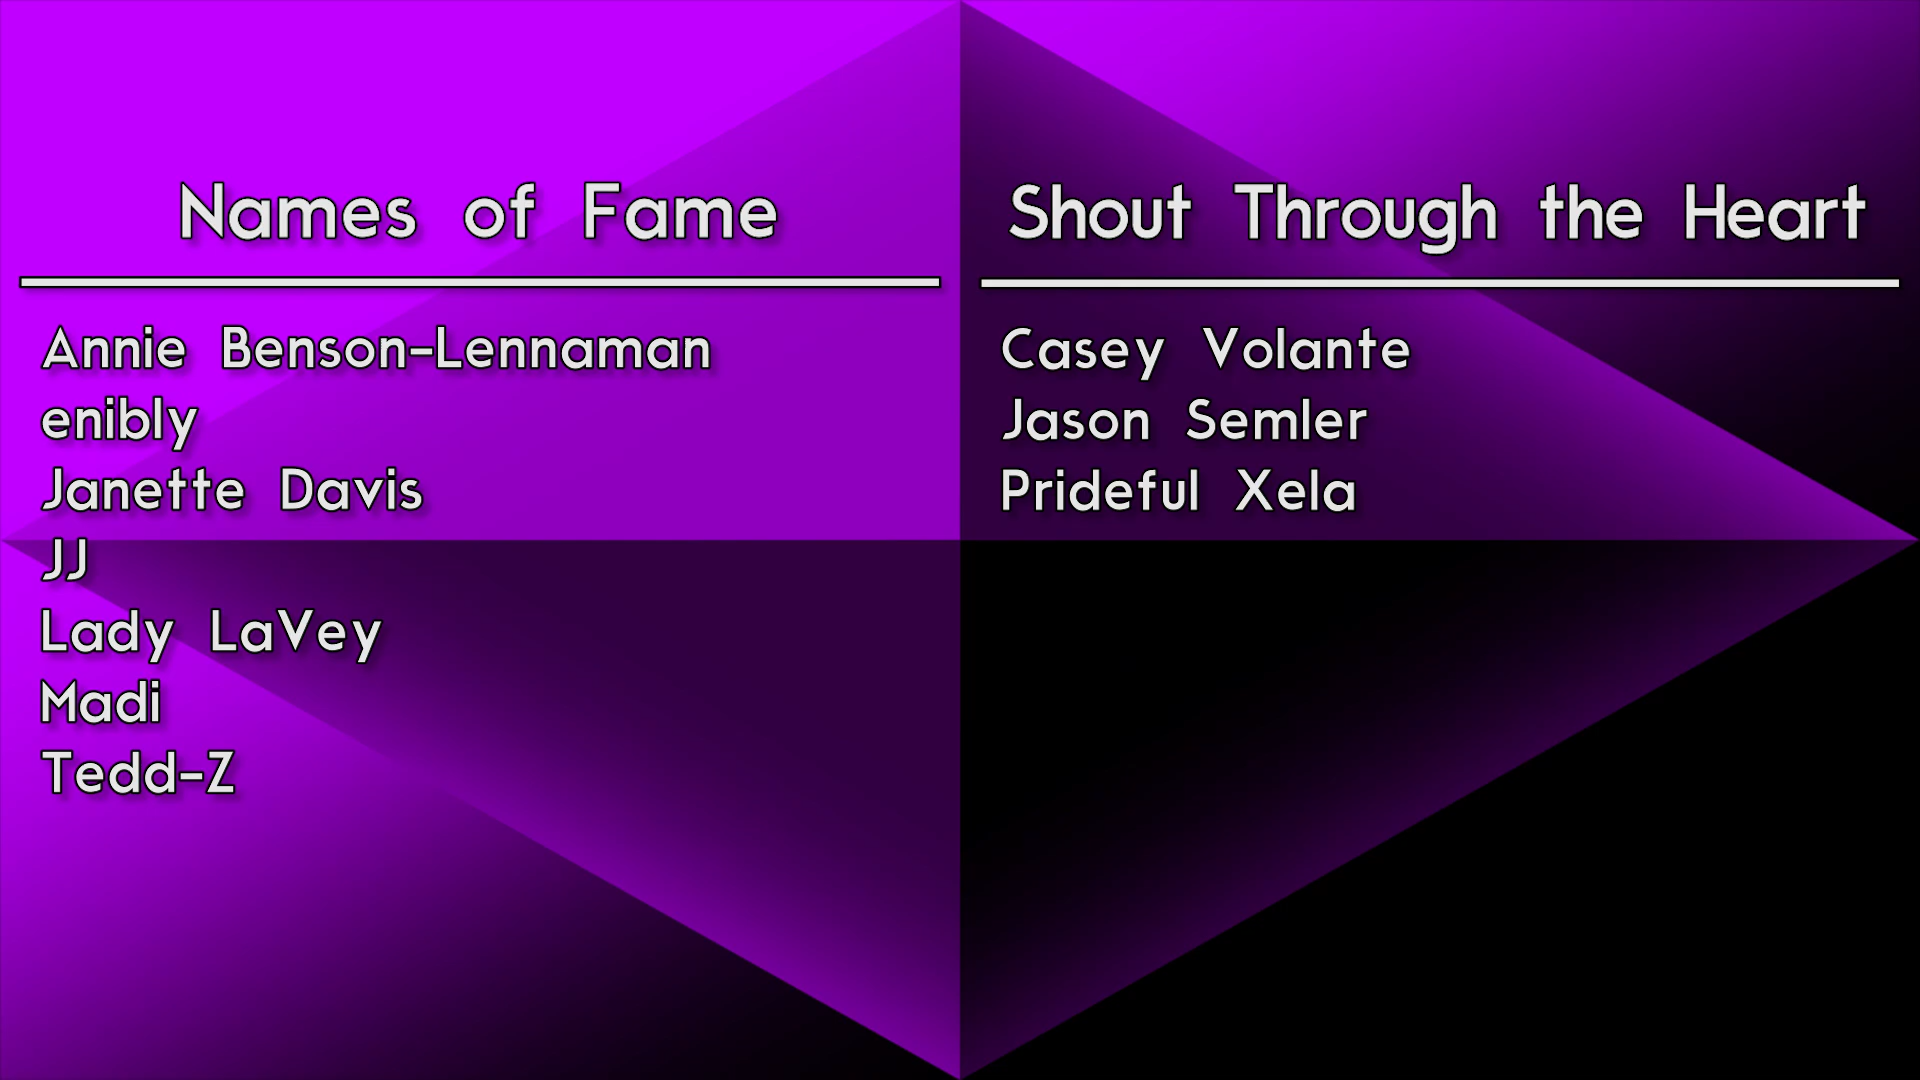 Names of Fame
Annie Benson-Lennaman
enibly
Janette Davis
JJ
Lady LaVey
Madi
Tedd-Z
Shout Through the Heart
Casey Volante
Jason Semler
Prideful Xela